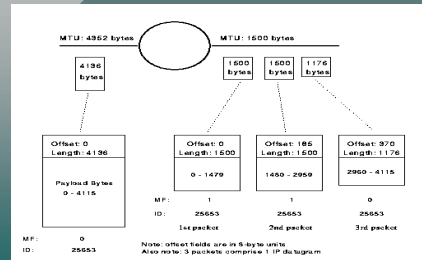 MTU: 4352 bytes
MTU: 1500 bytes
4136
bytes
1500
bytes
1500
bytes
1176
bytes
Offset: 0
Length: 4136
Payload Bytes
0 - 4115
Offset: 0
Length: 1500
0 - 1479
Offset: 185
Length: 1500
1480 - 2959
Offset: 370
Length: 1176
2960 - 4115
MF: 1 1 0
ID: 25653 25653 25653
1st packet 2nd packet 3rd packet
MF: 0
ID: 25653
Note: offset fields are in 8-byte units
Also note: 3 packets comprise 1 IP datagram